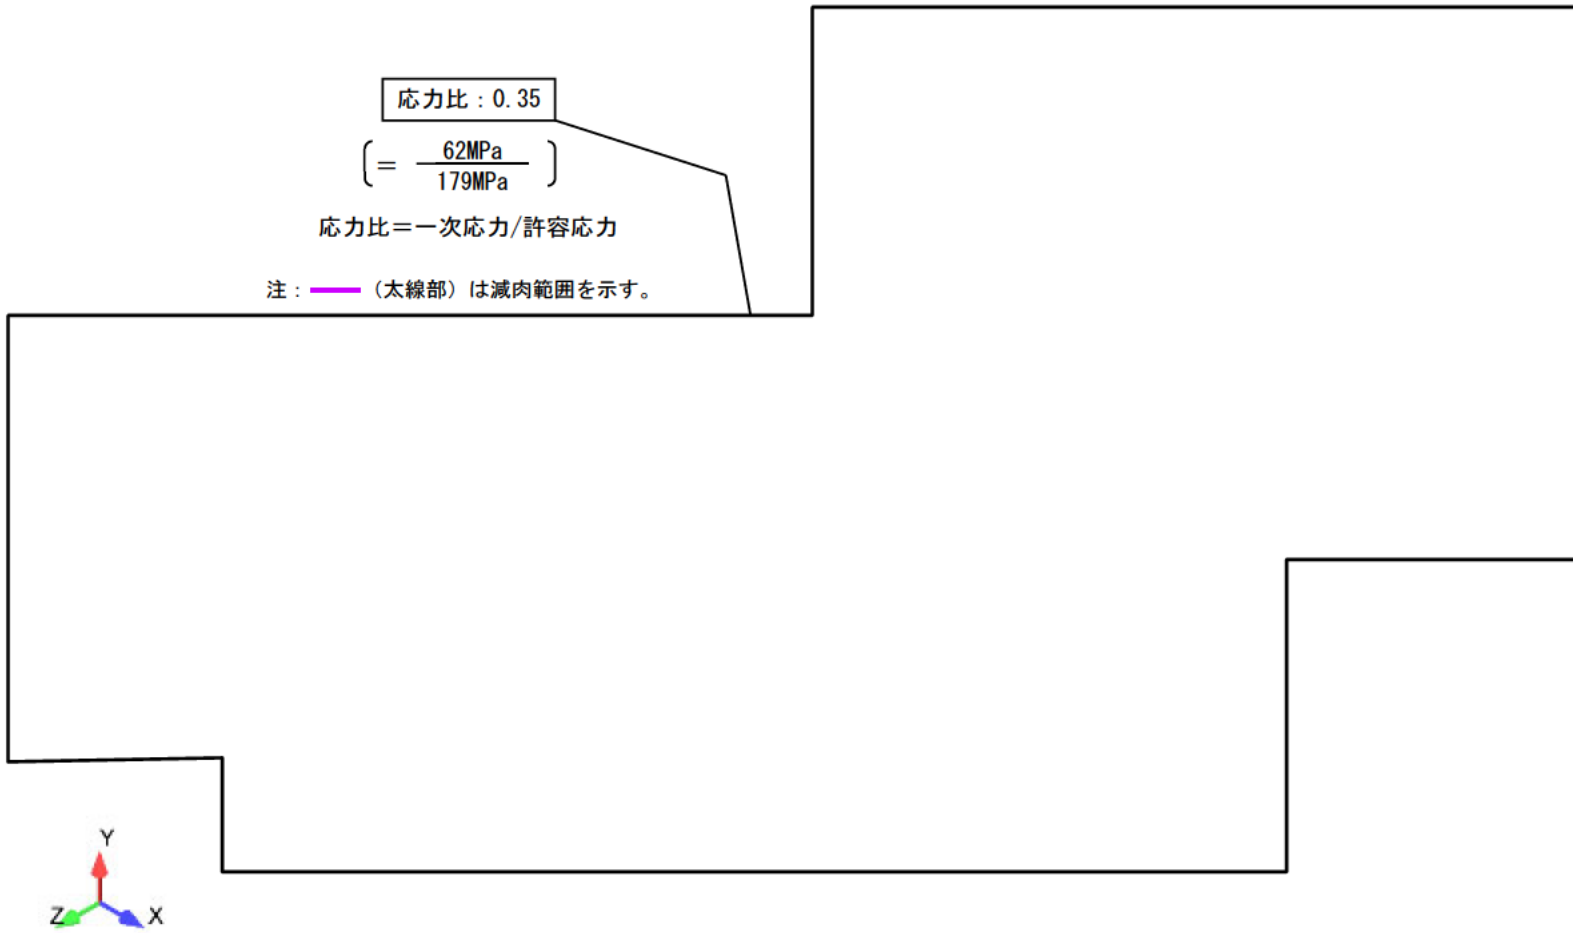 応力比：0.35
(= 62MPa
179MPa )
応力比＝一次応力/許容応力
注：（太線部）は減肉範囲を示す。
Y
Z
X